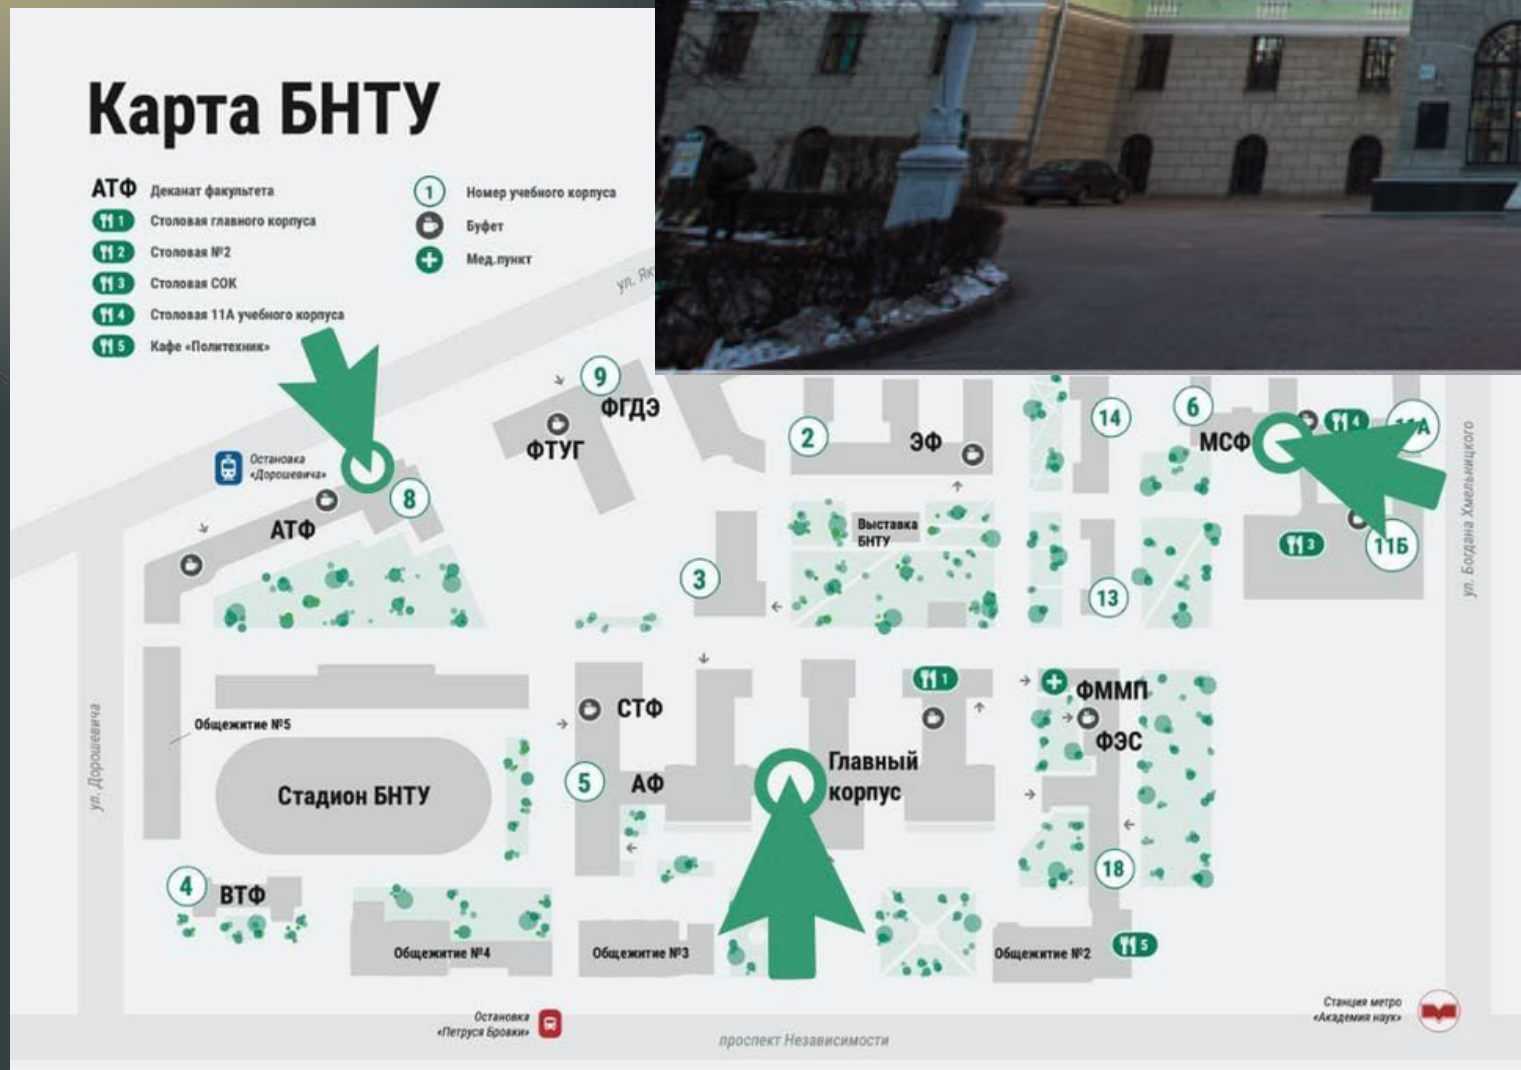 Карта БНТУ
АТФ Деканат факультета
1 Столовая главного корпуса
2 Столовая №2
3 Столовая СОК
4 Столовая 11А учебного корпуса
5 Кафе «Политехник»
1 Номер учебного корпуса
Буфет
Мед.пункт
ул.
9
ФГДЭ
ФТУГ
2
ЭФ
14
6
МСФ
4
11А
Остановка
«Дорошевича»
8
АТФ
Выставка
БНТУ
3
13
3
11Б
ул. Богдана Хмельницкого
1
ФММП
ФЭС
СТФ
Общежитие №5
ул. Дорошевича
Стадион БНТУ
5
АФ
Главный
корпус
18
4
ВТФ
Общежитие №4
Общежитие №3
Общежитие №2
5
Остановка
«Петруся Бровки»
проспект Независимости
Станция метро
«Академия наук»